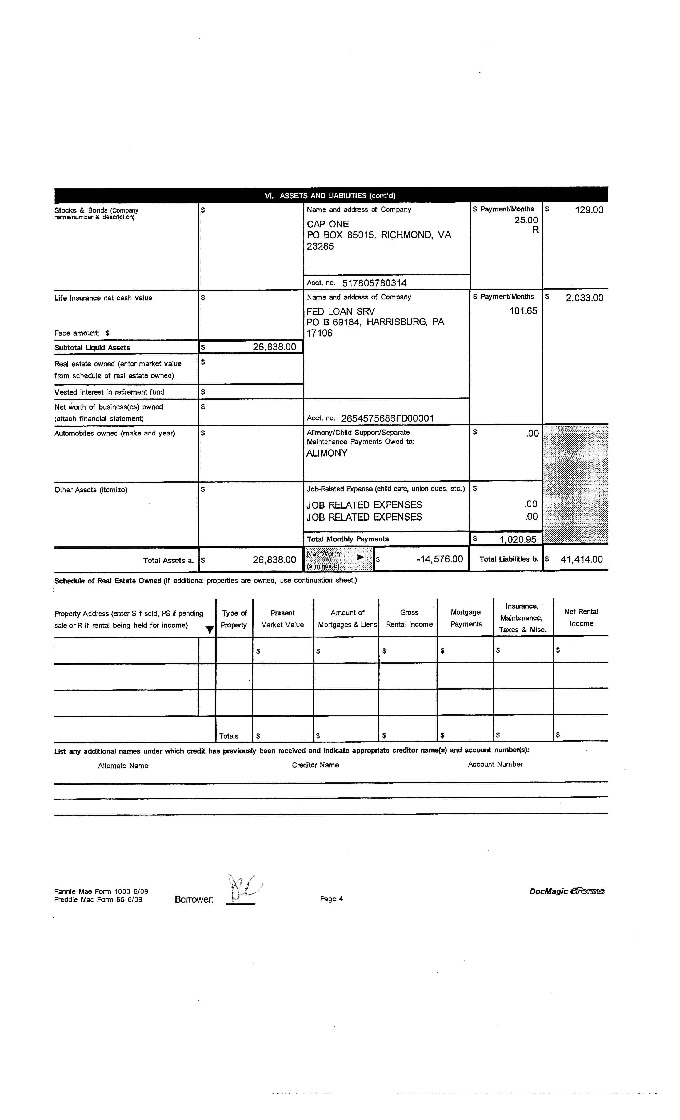 VI. ASSETS AND LIABILITIES (cont'd)
Stocks & Bonds (Company
name/number & description)
$
Name and address of Company
$ Payment/Months
$ 129.00
CAP ONE
25.00
PO BOX 85015, RICHMOND, VA
R
23285
Acct. no. 517805780314
Life Insurance net cash value
$
Name and address of Company
$ Payment/Months
$ 2,033.00
FED LOAN SRV
101.65
PO B 69184, HARRISBURG, PA
Face amount: $
17106
Subtotal Liquid Assets
$ 26,838.00
Real estate owned (enter market value
from schedule of real estate owned)
$
Vested interest in retirement fund
$
Net worth of business(es) owned
(attach financial statement)
$
Acct. no. 2654575688FD00001
Automobiles owned (make and year)
$
Alimony/Child Support/Separate
Maintenance Payments Owed to:
$ .00
ALIMONY
Other Assets (itemize)
$
Job-Related Expense (child care, union dues, etc.)
$
JOB RELATED EXPENSES .00
JOB RELATED EXPENSES .00
Total Monthly Payments
$ 1,020.95
Total Assets a.
$ 26,838.00
Net Worth
$ -14,576.00
Total Liabilities b.
$ 41,414.00
Schedule of Real Estate Owned (If additional properties are owned, use continuation sheet.)
Property Address (enter S if sold, PS if pending
sale or R if rental being held for income)
Type of
Property
Present
Market Value
Amount of
Mortgages & Liens
Gross
Rental Income
Mortgage
Payments
Insurance,
Maintenance,
Taxes & Misc.
Net Rental
Income
$ $ $ $ $ $
Totals $ $ $ $ $ $
List any additional names under which credit has previously been received and indicate appropriate creditor name(s) and account number(s):
Alternate Name Creditor Name Account Number
Fannie Mae Form 1003 6/09
Freddie Mac Form 65 6/09
Borrower:
Page 4
DocMagic eForms